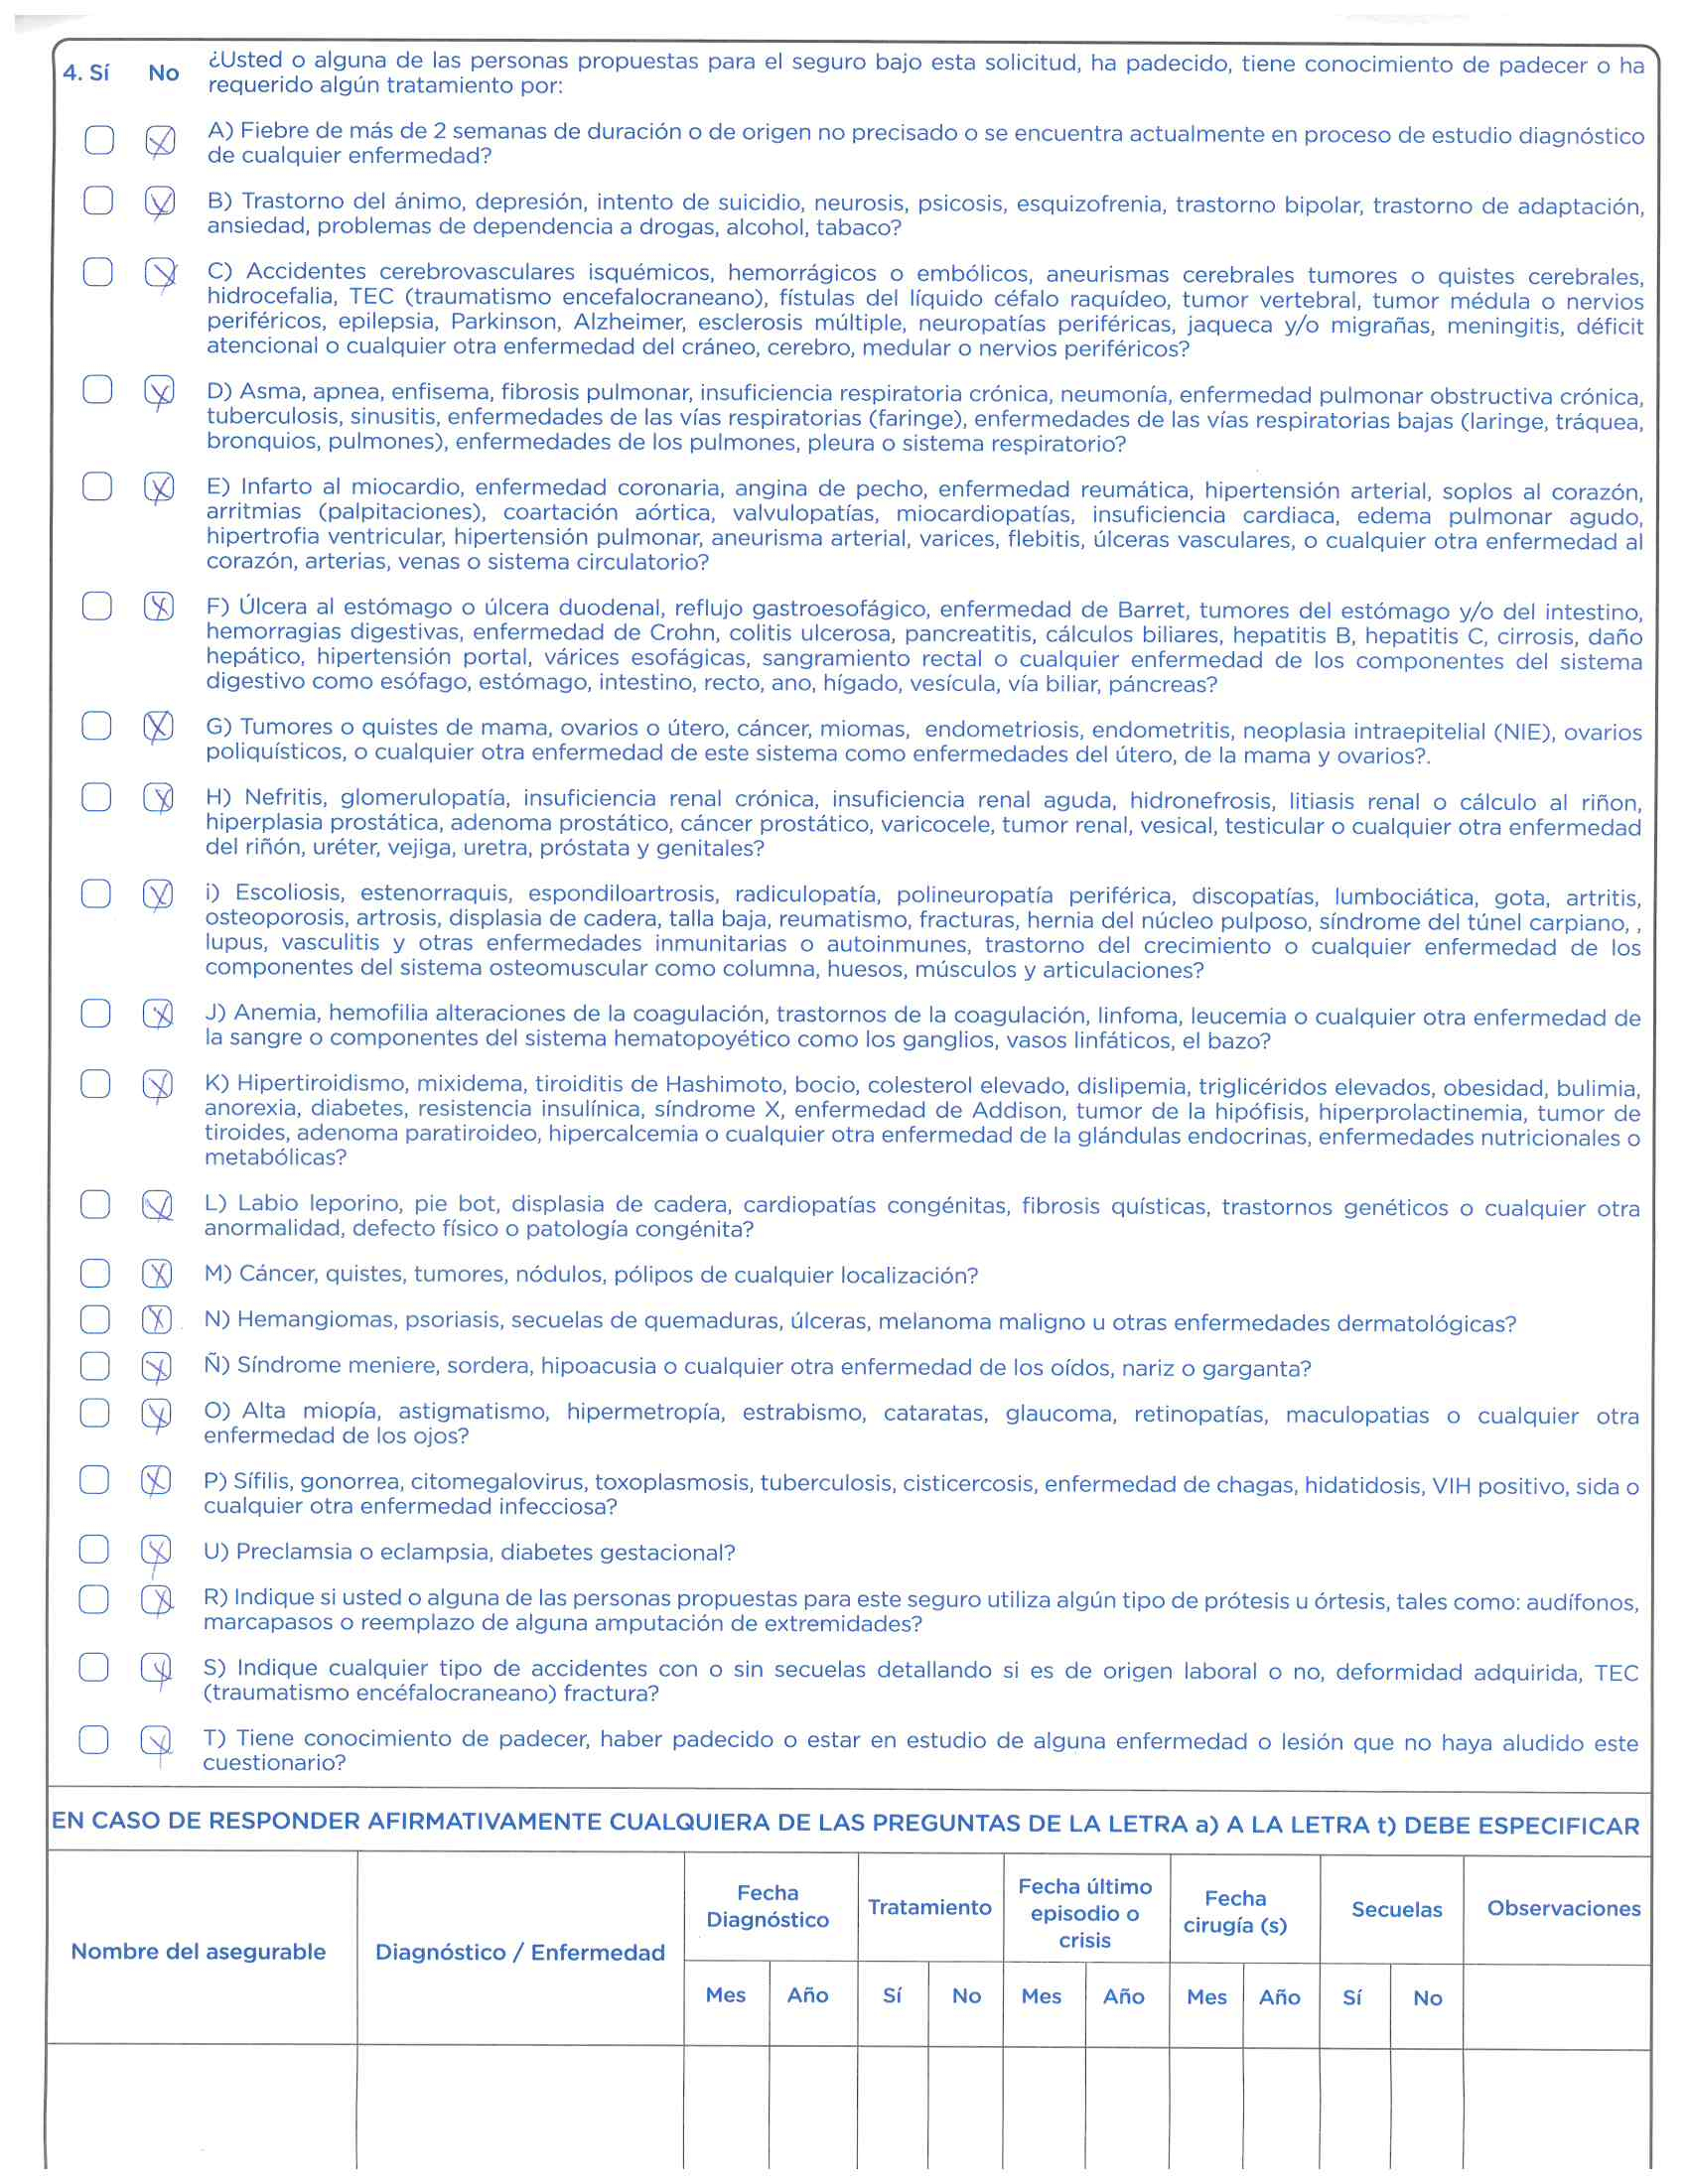 4. Sí No ¿Usted o alguna de las personas propuestas para el seguro bajo esta solicitud, ha padecido, tiene conocimiento de padecer o ha
requerido algún tratamiento por:
X A) Fiebre de más de 2 semanas de duración o de origen no precisado o se encuentra actualmente en proceso de estudio diagnóstico
de cualquier enfermedad?
X B) Trastorno del ánimo, depresión, intento de suicidio, neurosis, psicosis, esquizofrenia, trastorno bipolar, trastorno de adaptación,
ansiedad, problemas de dependencia a drogas, alcohol, tabaco?
X C) Accidentes cerebrovasculares isquémicos, hemorrágicos o embólicos, aneurismas cerebrales tumores o quistes cerebrales,
hidrocefalia, TEC (traumatismo encefalocraneano), fístulas del líquido céfalo raquídeo, tumor vertebral, tumor médula o nervios
periféricos, epilepsia, Parkinson, Alzheimer, esclerosis múltiple, neuropatías periféricas, jaqueca y/o migrañas, meningitis, déficit
atencional o cualquier otra enfermedad del cráneo, cerebro, medular o nervios periféricos?
X D) Asma, apnea, enfisema, fibrosis pulmonar, insuficiencia respiratoria crónica, neumonía, enfermedad pulmonar obstructiva crónica,
tuberculosis, sinusitis, enfermedades de las vías respiratorias (faringe), enfermedades de las vías respiratorias bajas (laringe, tráquea,
bronquios, pulmones), enfermedades de los pulmones, pleura o sistema respiratorio?
X E) Infarto al miocardio, enfermedad coronaria, angina de pecho, enfermedad reumática, hipertensión arterial, soplos al corazón,
arritmias (palpitaciones), coartación aórtica, valvulopatías, miocardiopatías, insuficiencia cardiaca, edema pulmonar agudo,
hipertrofia ventricular, hipertensión pulmonar, aneurisma arterial, varices, flebitis, úlceras vasculares, o cualquier otra enfermedad al
corazón, arterias, venas o sistema circulatorio?
X F) Úlcera al estómago o úlcera duodenal, reflujo gastroesofágico, enfermedad de Barret, tumores del estómago y/o del intestino,
hemorragias digestivas, enfermedad de Crohn, colitis ulcerosa, pancreatitis, cálculos biliares, hepatitis B, hepatitis C, cirrosis, daño
hepático, hipertensión portal, várices esofágicas, sangramiento rectal o cualquier enfermedad de los componentes del sistema
digestivo como esófago, estómago, intestino, recto, ano, hígado, vesícula, vía biliar, páncreas?
X G) Tumores o quistes de mama, ovarios o útero, cáncer, miomas, endometriosis, endometritis, neoplasia intraepitelial (NIE), ovarios
poliquísticos, o cualquier otra enfermedad de este sistema como enfermedades del útero, de la mama y ovarios?.
X H) Nefritis, glomerulopatía, insuficiencia renal crónica, insuficiencia renal aguda, hidronefrosis, litiasis renal o cálculo al riñon,
hiperplasia prostática, adenoma prostático, cáncer prostático, varicocele, tumor renal, vesical, testicular o cualquier otra enfermedad
del riñón, uréter, vejiga, uretra, próstata y genitales?
X i) Escoliosis, estenorraquis, espondiloartrosis, radiculopatía, polineuropatía periférica, discopatías, lumbociática, gota, artritis,
osteoporosis, artrosis, displasia de cadera, talla baja, reumatismo, fracturas, hernia del núcleo pulposo, síndrome del túnel carpiano, ,
lupus, vasculitis y otras enfermedades inmunitarias o autoinmunes, trastorno del crecimiento o cualquier enfermedad de los
componentes del sistema osteomuscular como columna, huesos, músculos y articulaciones?
X J) Anemia, hemofilia alteraciones de la coagulación, trastornos de la coagulación, linfoma, leucemia o cualquier otra enfermedad de
la sangre o componentes del sistema hematopoyético como los ganglios, vasos linfáticos, el bazo?
X K) Hipertiroidismo, mixidema, tiroiditis de Hashimoto, bocio, colesterol elevado, dislipemia, triglicéridos elevados, obesidad, bulimia,
anorexia, diabetes, resistencia insulínica, síndrome X, enfermedad de Addison, tumor de la hipófisis, hiperprolactinemia, tumor de
tiroides, adenoma paratiroideo, hipercalcemia o cualquier otra enfermedad de la glándulas endocrinas, enfermedades nutricionales o
metabólicas?
X L) Labio leporino, pie bot, displasia de cadera, cardiopatías congénitas, fibrosis quísticas, trastornos genéticos o cualquier otra
anormalidad, defecto físico o patología congénita?
X M) Cáncer, quistes, tumores, nódulos, pólipos de cualquier localización?
X N) Hemangiomas, psoriasis, secuelas de quemaduras, úlceras, melanoma maligno u otras enfermedades dermatológicas?
X Ñ) Síndrome meniere, sordera, hipoacusia o cualquier otra enfermedad de los oídos, nariz o garganta?
X O) Alta miopía, astigmatismo, hipermetropía, estrabismo, cataratas, glaucoma, retinopatías, maculopatias o cualquier otra
enfermedad de los ojos?
X P) Sífilis, gonorrea, citomegalovirus, toxoplasmosis, tuberculosis, cisticercosis, enfermedad de chagas, hidatidosis, VIH positivo, sida o
cualquier otra enfermedad infecciosa?
X U) Preclamsia o eclampsia, diabetes gestacional?
X R) Indique si usted o alguna de las personas propuestas para este seguro utiliza algún tipo de prótesis u órtesis, tales como: audífonos,
marcapasos o reemplazo de alguna amputación de extremidades?
X S) Indique cualquier tipo de accidentes con o sin secuelas detallando si es de origen laboral o no, deformidad adquirida, TEC
(traumatismo encéfalocraneano) fractura?
X T) Tiene conocimiento de padecer, haber padecido o estar en estudio de alguna enfermedad o lesión que no haya aludido este
cuestionario?
EN CASO DE RESPONDER AFIRMATIVAMENTE CUALQUIERA DE LAS PREGUNTAS DE LA LETRA a) A LA LETRA t) DEBE ESPECIFICAR
Nombre del asegurable
Diagnóstico / Enfermedad
Fecha
Diagnóstico
Tratamiento
Fecha último
episodio o
crisis
Fecha
cirugía (s)
Secuelas
Observaciones
Mes Año Sí No Mes Año Mes Año Sí No